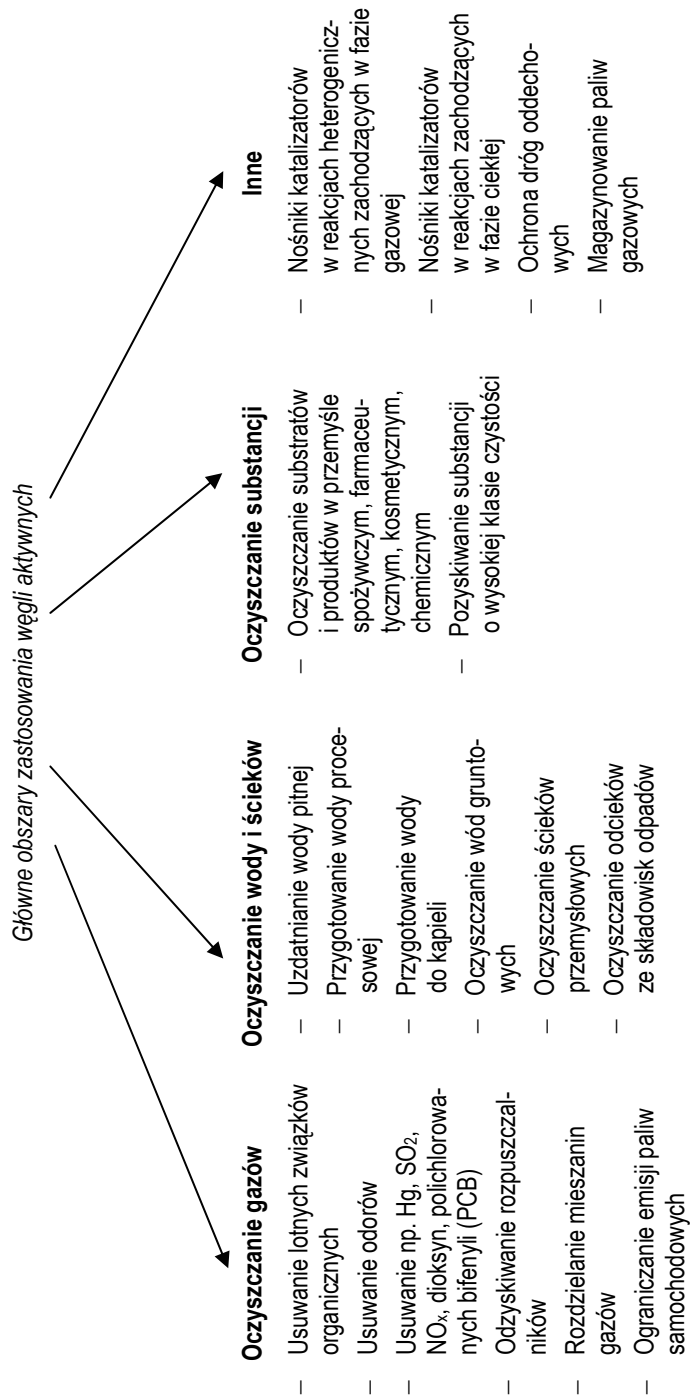 Główne obszary zastosowania węgli aktywnych
Oczyszczanie gazów
– Usuwanie lotnych związków
organicznych
– Usuwanie odorów
– Usuwanie np. Hg, SO₂,
NOₓ, dioksyn, polichlorowa-
nych bifenyli (PCB)
– Odzyskiwanie rozpuszczal-
ników
– Rozdzielanie mieszanin
gazów
– Ograniczanie emisji paliw
samochodowych
Oczyszczanie wody i ścieków
– Uzdatnianie wody pitnej
– Przygotowanie wody proce-
sowej
– Przygotowanie wody
do kąpieli
– Oczyszczanie wód grunto-
wych
– Oczyszczanie ścieków
przemysłowych
– Oczyszczanie odcieków
ze składowisk odpadów
Oczyszczanie substancji
– Oczyszczanie substratów
i produktów w przemyśle
spożywczym, farmaceu-
tycznym, kosmetycznym,
chemicznym
– Pozyskiwanie substancji
o wysokiej klasie czystości
Inne
– Nośniki katalizatorów
w reakcjach heterogenicz-
nych zachodzących w fazie
gazowej
– Nośniki katalizatorów
w reakcjach zachodzących
w fazie ciekłej
– Ochrona dróg oddecho-
wych
– Magazynowanie paliw
gazowych